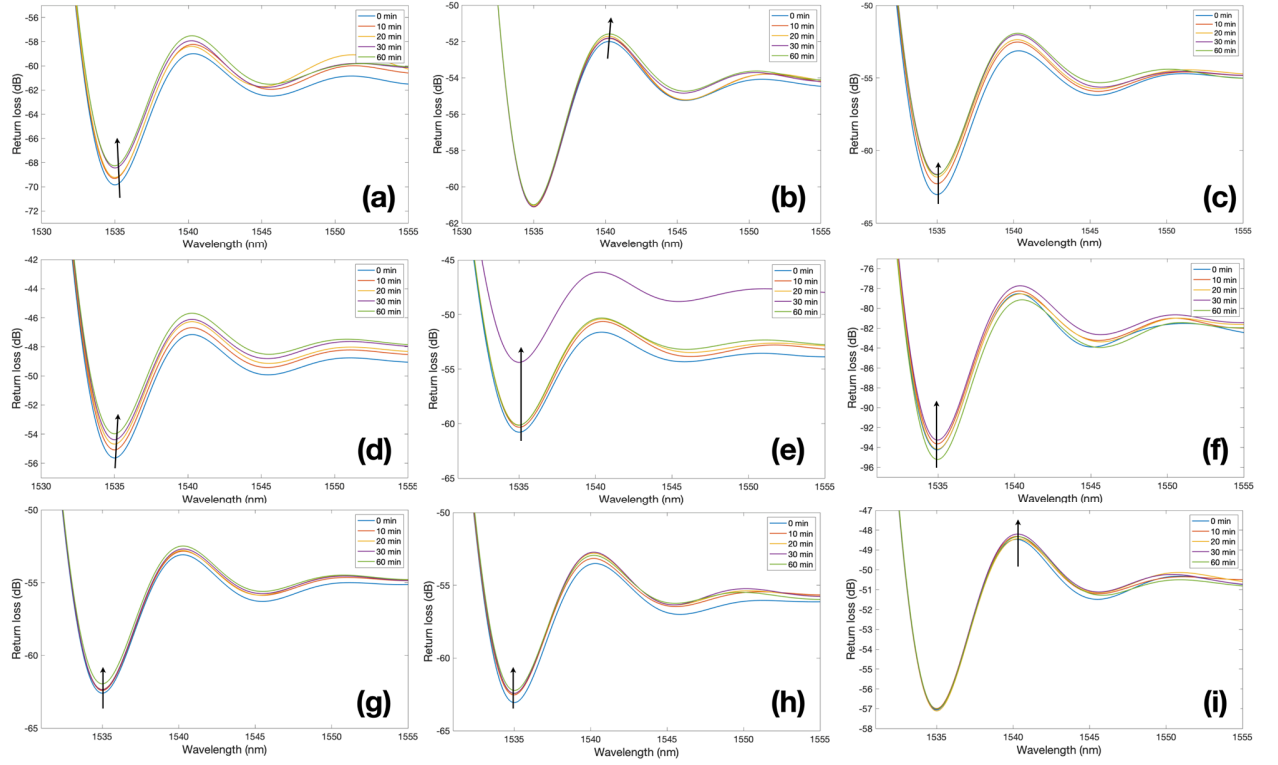 -56
-58
-60
-62
-64
-66
-68
-70
-72
Return loss (dB)
0 min
10 min
20 min
30 min
60 min
(a)
1530 1535 1540 1545 1550 1555
Wavelength (nm)
-50
-52
-54
-56
-58
-60
-62
Return loss (dB)
0 min
10 min
20 min
30 min
60 min
(b)
1530 1535 1540 1545 1550 1555
Wavelength (nm)
-50
-55
-60
-65
Return loss (dB)
0 min
10 min
20 min
30 min
60 min
(c)
1535 1540 1545 1550 1555
Wavelength (nm)
-42
-44
-46
-48
-50
-52
-54
-56
Return loss (dB)
0 min
10 min
20 min
30 min
60 min
(d)
1530 1535 1540 1545 1550 1555
Wavelength (nm)
-45
-50
-55
-60
-65
Return loss (dB)
0 min
10 min
20 min
30 min
60 min
(e)
1535 1540 1545 1550 1555
Wavelength (nm)
-76
-78
-80
-82
-84
-86
-88
-90
-92
-94
-96
Return loss (dB)
0 min
10 min
20 min
30 min
60 min
(f)
1535 1540 1545 1550 1555
Wavelength (nm)
-50
-55
-60
-65
Return loss (dB)
0 min
10 min
20 min
30 min
60 min
(g)
1535 1540 1545 1550 1555
Wavelength (nm)
-50
-55
-60
-65
Return loss (dB)
0 min
10 min
20 min
30 min
60 min
(h)
1535 1540 1545 1550 1555
Wavelength (nm)
-47
-48
-49
-50
-51
-52
-53
-54
-55
-56
-57
-58
Return loss (dB)
0 min
10 min
20 min
30 min
60 min
(i)
1535 1540 1545 1550 1555
Wavelength (nm)